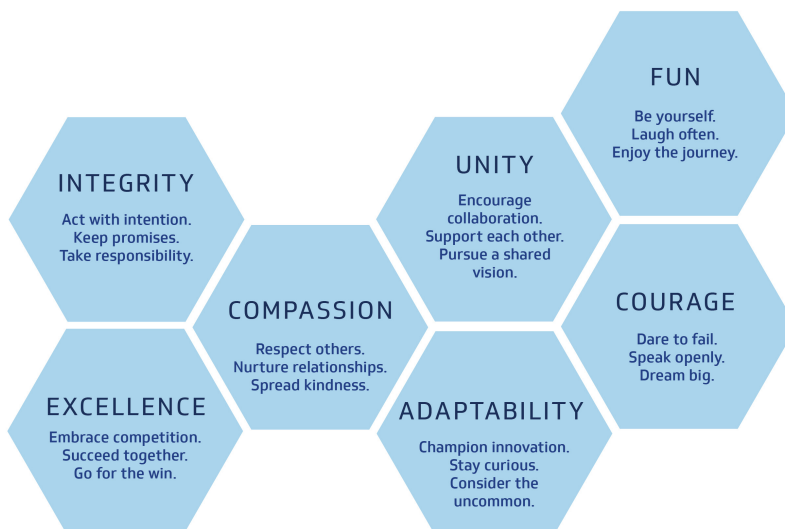 INTEGRITY
Act with intention.
Keep promises.
Take responsibility.
EXCELLENCE
Embrace competition.
Succeed together.
Go for the win.
COMPASSION
Respect others.
Nurture relationships.
Spread kindness.
UNITY
Encourage
collaboration.
Support each other.
Pursue a shared
vision.
ADAPTABILITY
Champion innovation.
Stay curious.
Consider the
uncommon.
FUN
Be yourself.
Laugh often.
Enjoy the journey.
COURAGE
Dare to fail.
Speak openly.
Dream big.